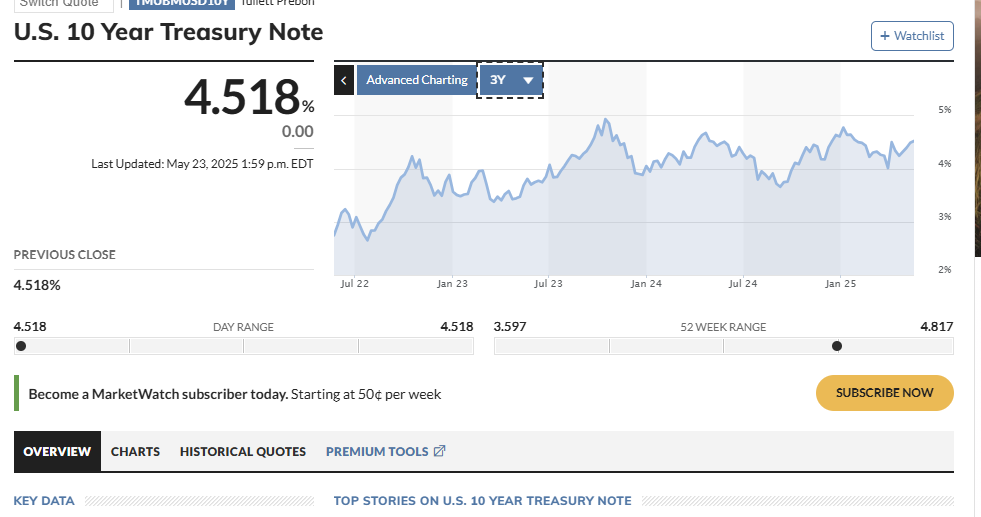 Switch Quote | TMUBMUSD10Y Tullett Prebon
U.S. 10 Year Treasury Note
+ Watchlist
4.518%
0.00
Last Updated: May 23, 2025 1:59 p.m. EDT
PREVIOUS CLOSE
4.518%
< Advanced Charting 3Y
5%
4%
3%
2%
Jul 22 Jan 23 Jul 23 Jan 24 Jul 24 Jan 25
4.518 DAY RANGE 4.518
3.597 52 WEEK RANGE 4.817
Become a MarketWatch subscriber today. Starting at 50¢ per week
SUBSCRIBE NOW
OVERVIEW CHARTS HISTORICAL QUOTES PREMIUM TOOLS
KEY DATA
TOP STORIES ON U.S. 10 YEAR TREASURY NOTE